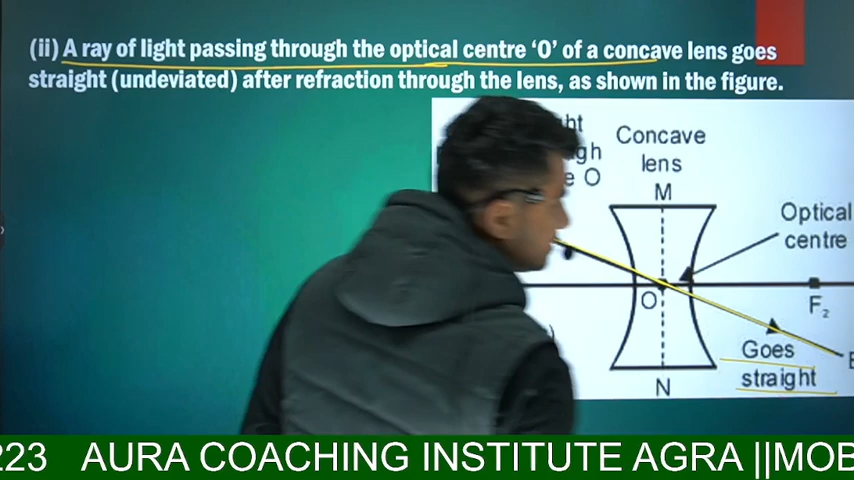 (ii) A ray of light passing through the optical centre 'O' of a concave lens goes
straight (undeviated) after refraction through the lens, as shown in the figure.
Concave
lens
M
O
Optical
centre
O
F₂
Goes
straight
N
223 AURA COACHING INSTITUTE AGRA ||MOB